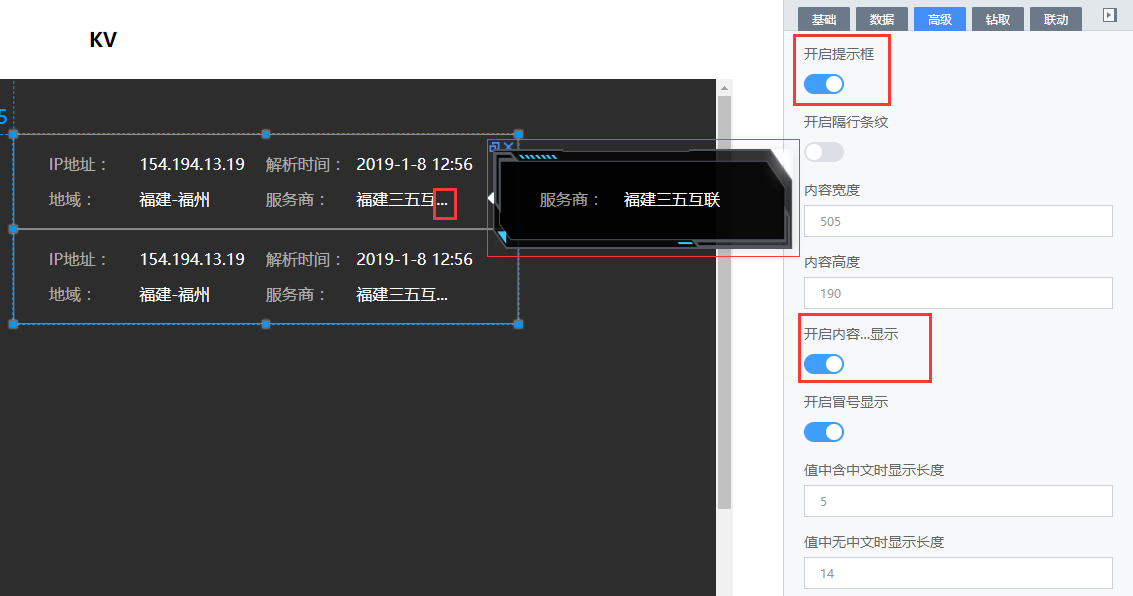 KV
5
IP地址： 154.194.13.19 解析时间： 2019-1-8 12:56
地域： 福建-福州 服务商： 福建三五互...
IP地址： 154.194.13.19 解析时间： 2019-1-8 12:56
地域： 福建-福州 服务商： 福建三五互...
服务商： 福建三五互联
基础 数据 高级 钻取 联动
开启提示框
开启隔行条纹
内容宽度
505
内容高度
190
开启内容...显示
开启冒号显示
值中含中文时显示长度
5
值中无中文时显示长度
14